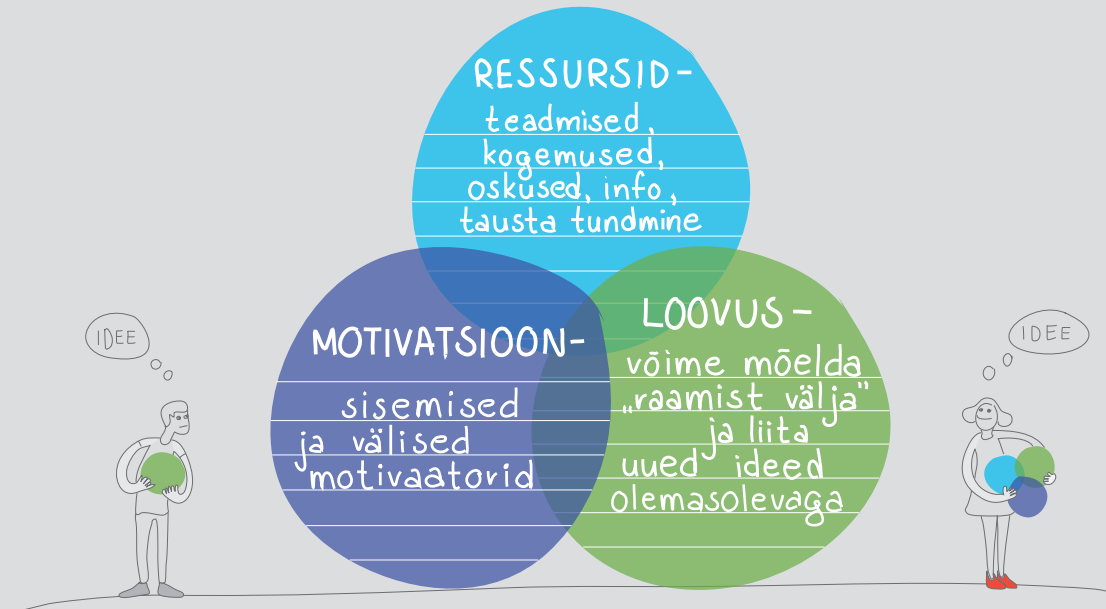 RESSURSID-
teadmised,
kogemused,
oskused, info,
tausta tundmine
MOTIVATSIOON-
sisemised
ja välised
motivaatorid
LOOVUS-
võime mõelda
„raamist välja"
ja liita
uued ideed
olemasolevaga
IDEE
IDEE